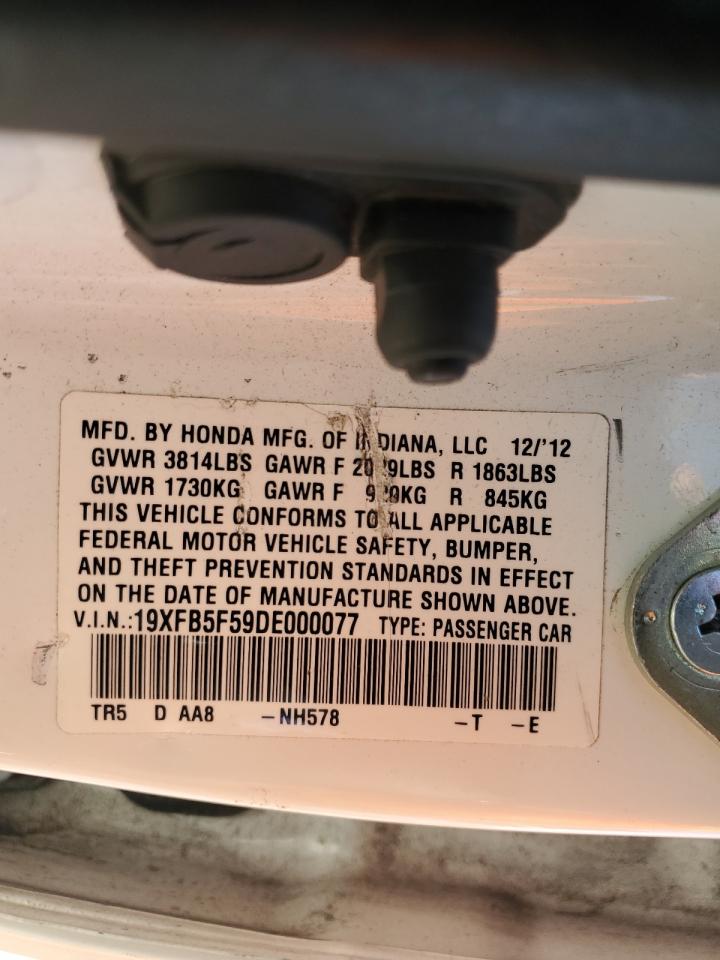 MFD. BY HONDA MFG. OF INDIANA, LLC 12/'12
GVWR 3814LBS GAWR F LBS R 1863LBS
GVWR 1730KG GAWR F KG R 845KG
THIS VEHICLE CONFORMS TO ALL APPLICABLE
FEDERAL MOTOR VEHICLE SAFETY, BUMPER,
AND THEFT PREVENTION STANDARDS IN EFFECT
ON THE DATE OF MANUFACTURE SHOWN ABOVE.
V.I.N.:19XFB5F59DE000077 TYPE: PASSENGER CAR
TR5 D AA8 -NH578 -T -E